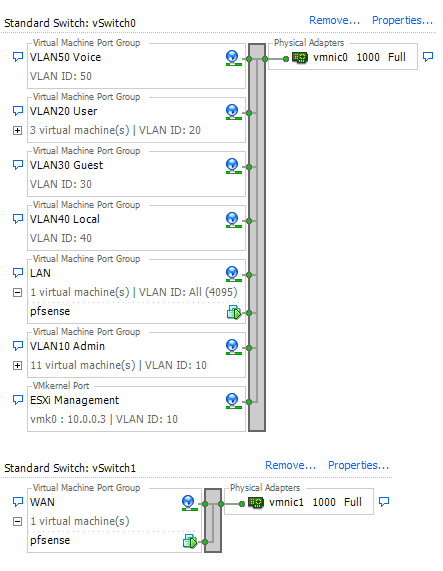 Standard Switch: vSwitch0 Remove... Properties...
Virtual Machine Port Group Physical Adapters
VLAN50 Voice vmnic0 1000 Full
VLAN ID: 50
Virtual Machine Port Group
VLAN20 User
3 virtual machine(s) | VLAN ID: 20
Virtual Machine Port Group
VLAN30 Guest
VLAN ID: 30
Virtual Machine Port Group
VLAN40 Local
VLAN ID: 40
Virtual Machine Port Group
LAN
1 virtual machine(s) | VLAN ID: All (4095)
pfsense
Virtual Machine Port Group
VLAN10 Admin
11 virtual machine(s) | VLAN ID: 10
VMkernel Port
ESXi Management
vmk0 : 10.0.0.3 | VLAN ID: 10
Standard Switch: vSwitch1 Remove... Properties...
Virtual Machine Port Group Physical Adapters
WAN vmnic1 1000 Full
1 virtual machine(s)
pfsense